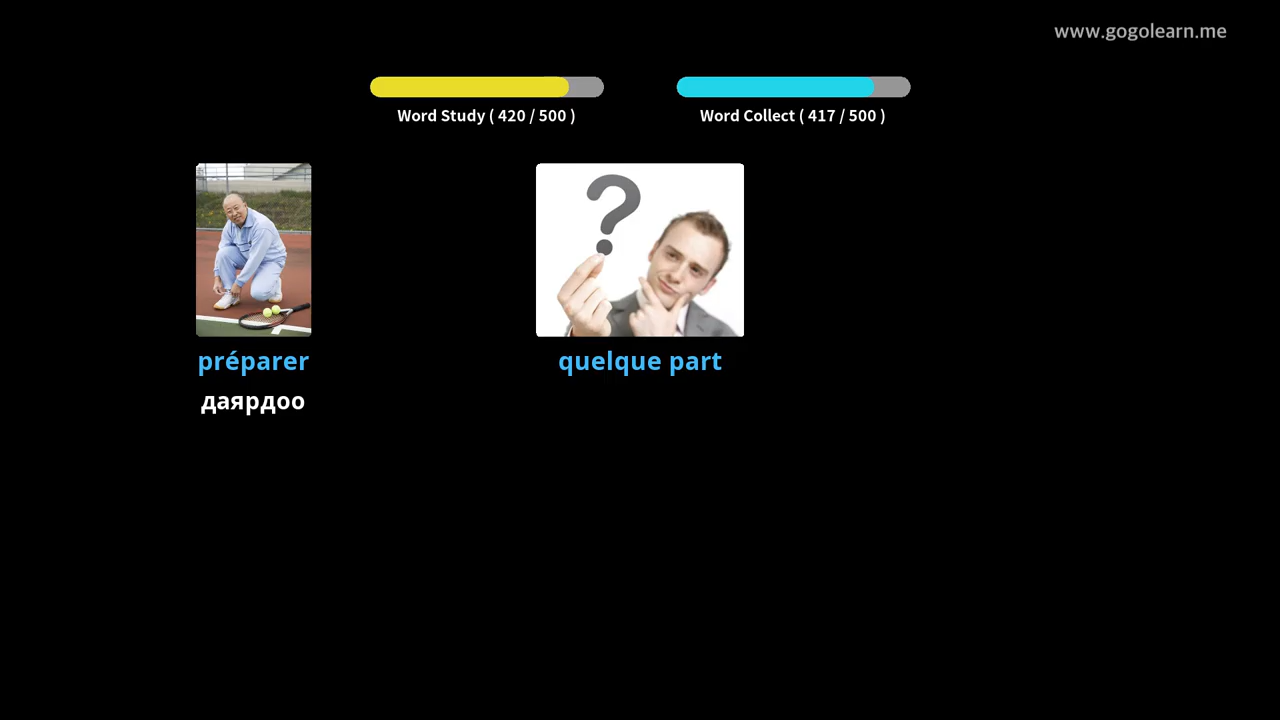 www.gogolearn.me
Word Study ( 420 / 500 )
Word Collect ( 417 / 500 )
préparer
quelque part
даярдоо